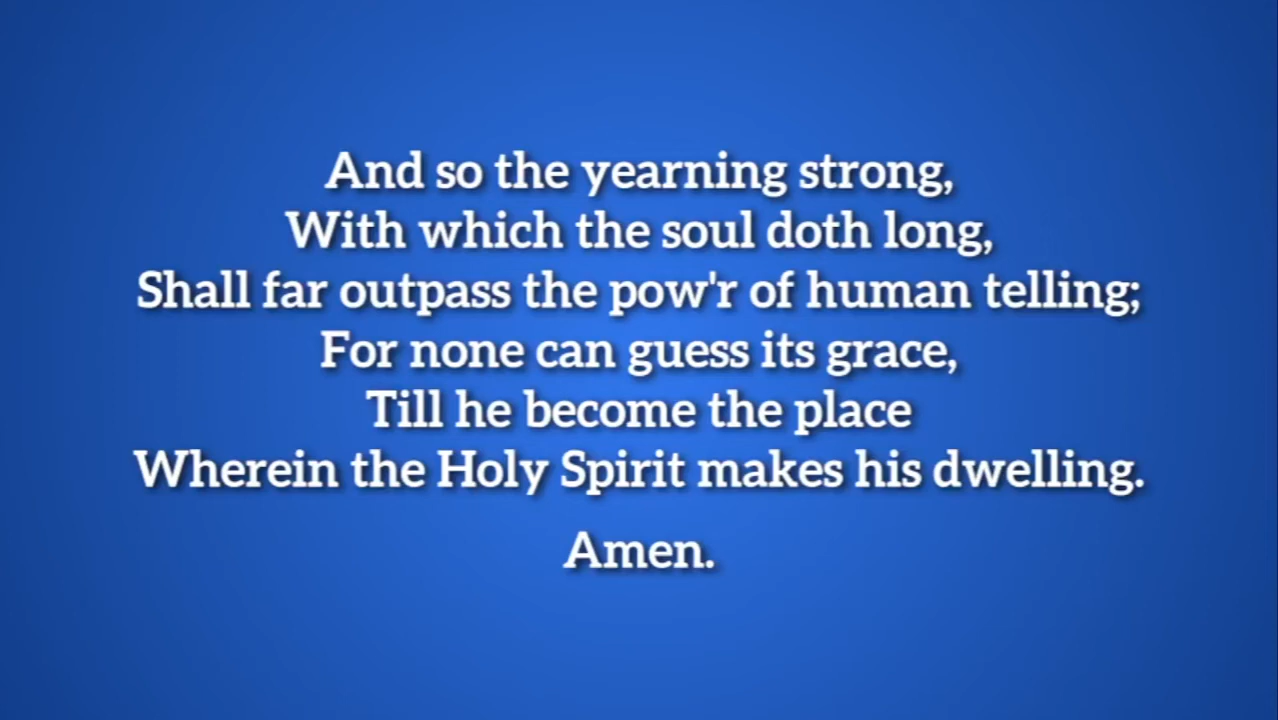 And so the yearning strong,
With which the soul doth long,
Shall far outpass the pow'r of human telling;
For none can guess its grace,
Till he become the place
Wherein the Holy Spirit makes his dwelling.
Amen.